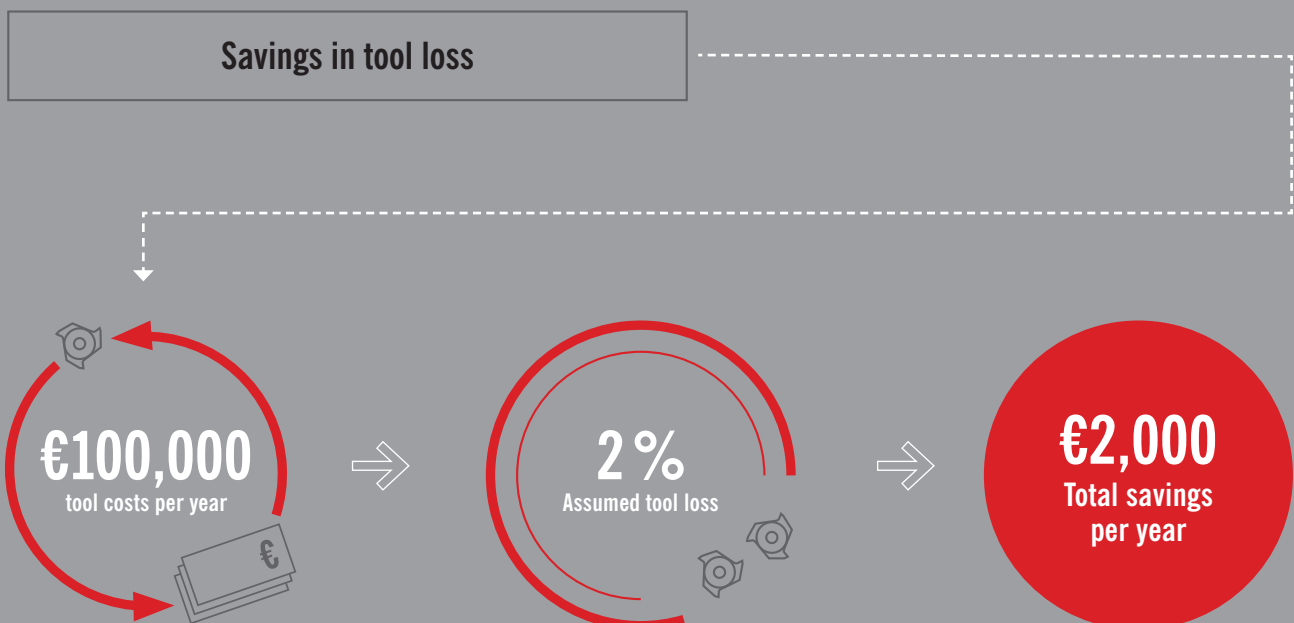 Savings in tool loss
€100,000
tool costs per year
€
2 %
Assumed tool loss
€2,000
Total savings
per year